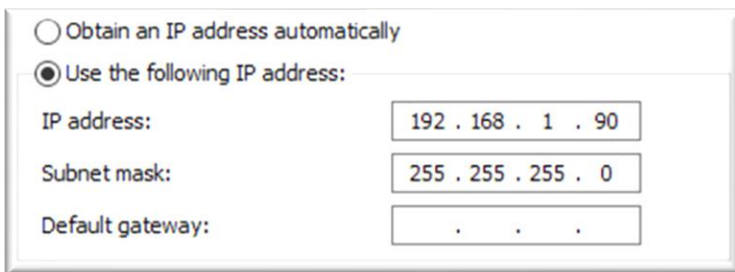 Obtain an IP address automatically
Use the following IP address:
IP address: 192 . 168 . 1 . 90
Subnet mask: 255 . 255 . 255 . 0
Default gateway: . . .